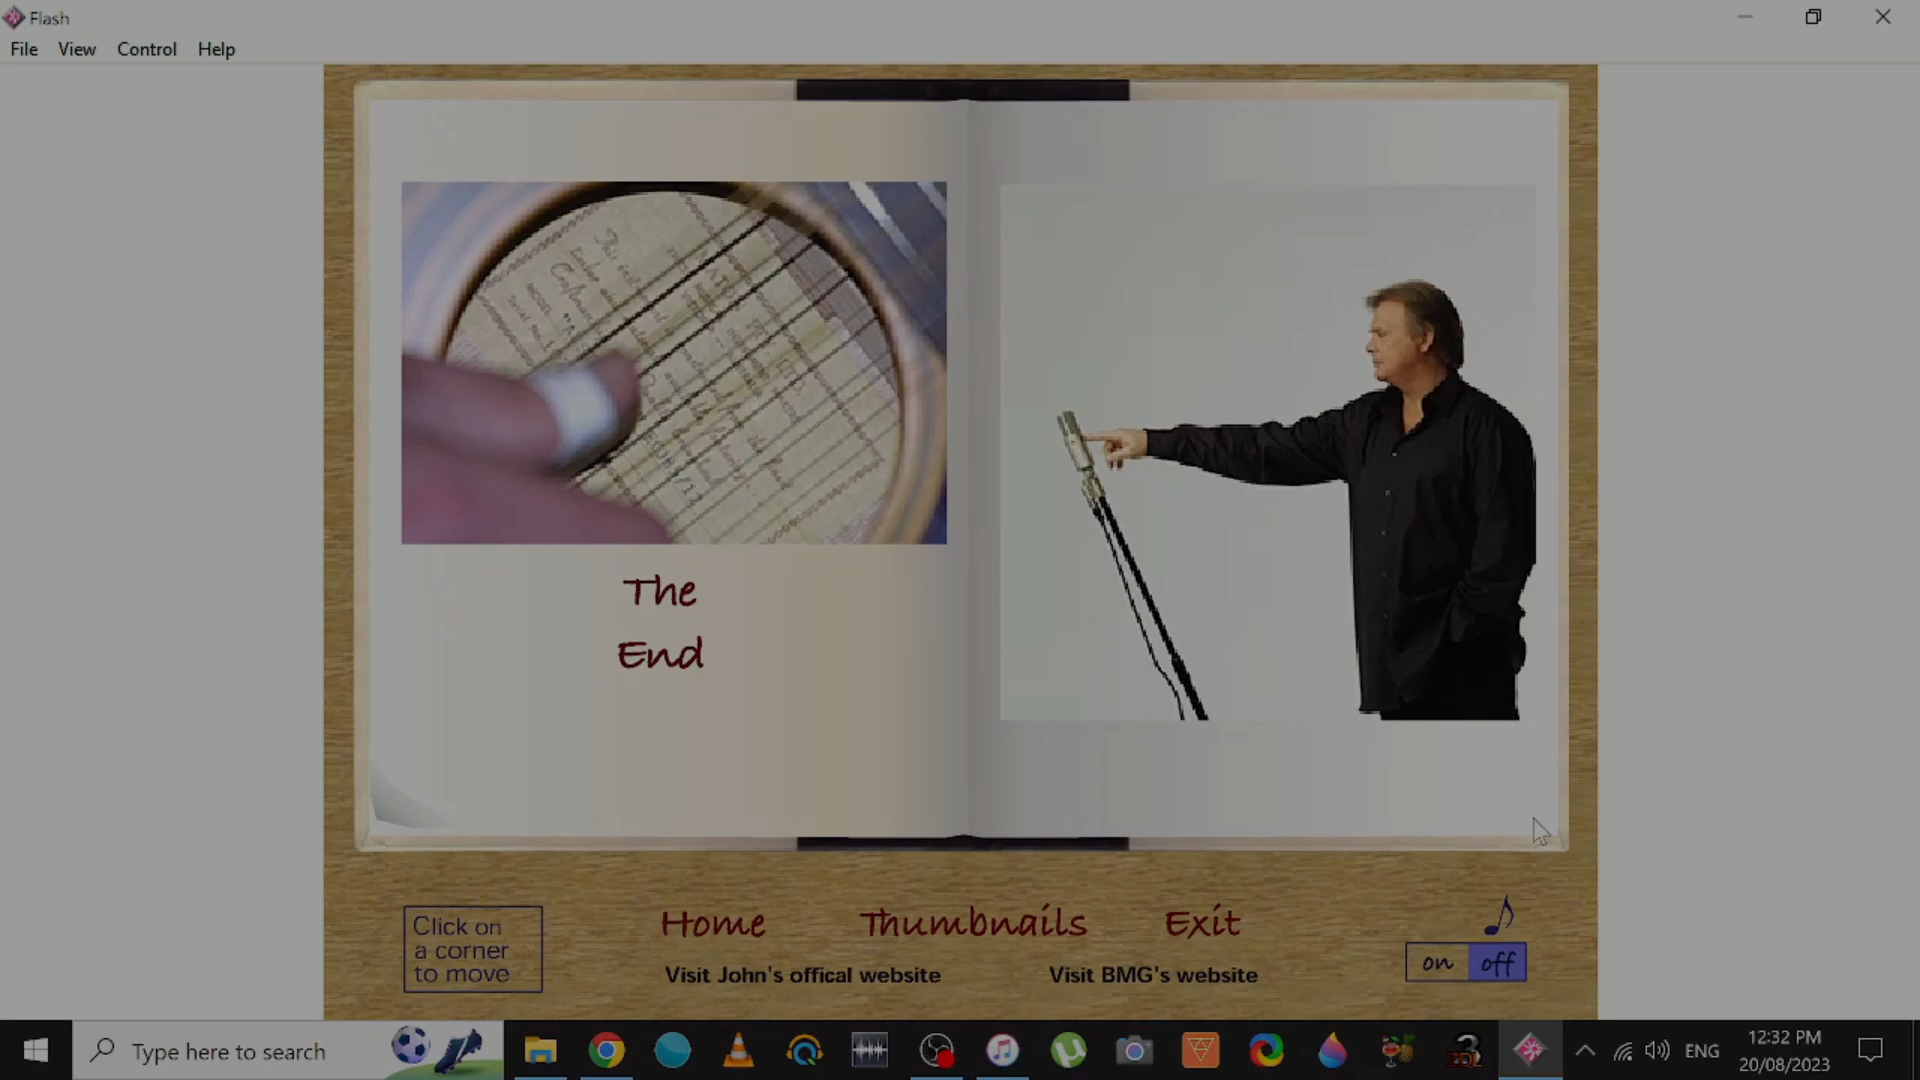 Flash
File View Control Help
The
End
Click on
a corner
to move
Home Thumbnails Exit
Visit John's offical website Visit BMG's website
on off
Type here to search
ENG
12:32 PM
20/08/2023